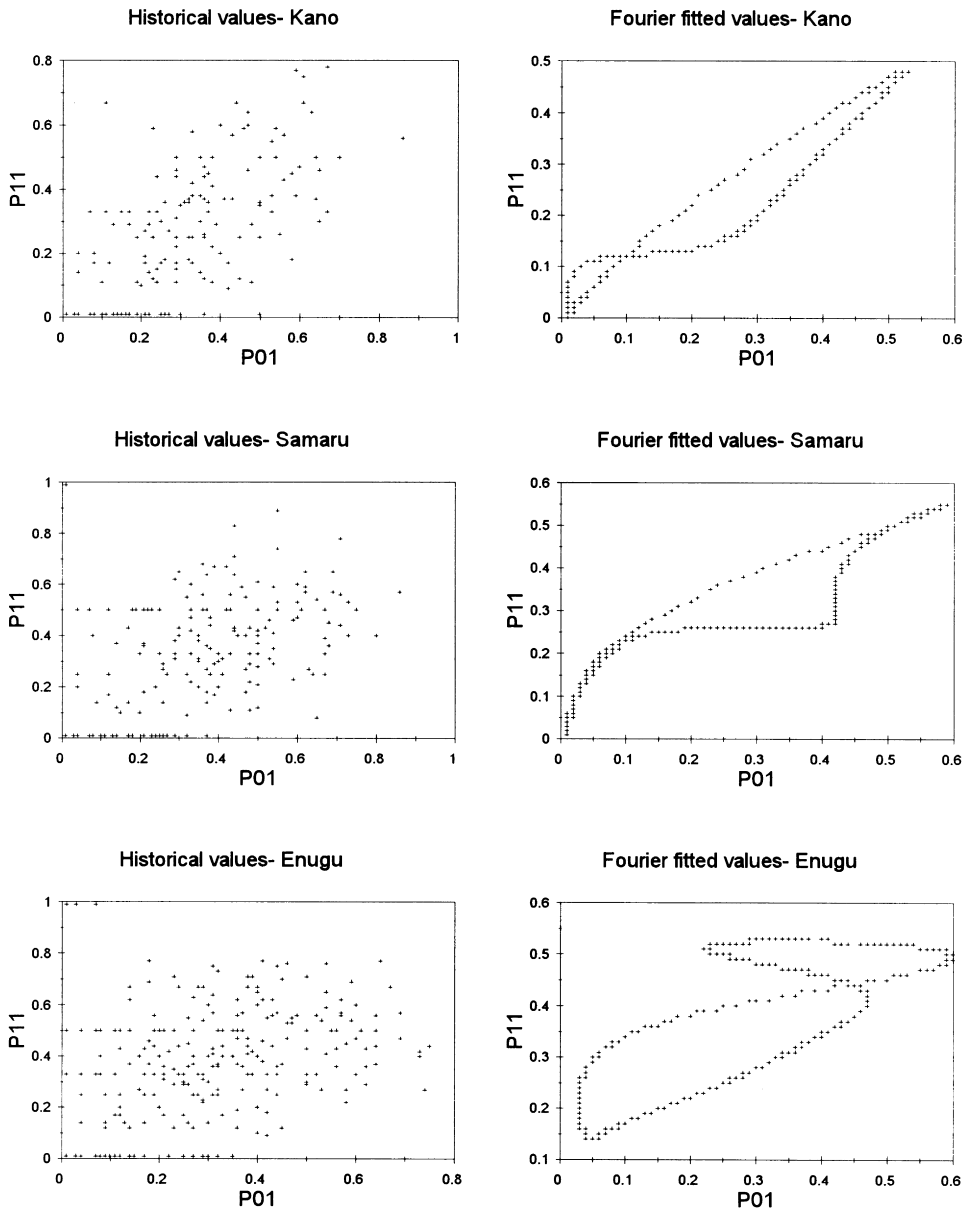 Historical values- Kano
0.8
0.6
0.4
0.2
0
P11
0 0.2 0.4 0.6 0.8 1
P01
Fourier fitted values- Kano
0.5
0.4
0.3
0.2
0.1
0
P11
0 0.1 0.2 0.3 0.4 0.5 0.6
P01
Historical values- Samaru
1
0.8
0.6
0.4
0.2
0
P11
0 0.2 0.4 0.6 0.8 1
P01
Fourier fitted values- Samaru
0.6
0.5
0.4
0.3
0.2
0.1
0
P11
0 0.1 0.2 0.3 0.4 0.5 0.6
P01
Historical values- Enugu
1
0.8
0.6
0.4
0.2
0
P11
0 0.2 0.4 0.6 0.8
P01
Fourier fitted values- Enugu
0.6
0.5
0.4
0.3
0.2
0.1
P11
0 0.1 0.2 0.3 0.4 0.5 0.6
P01